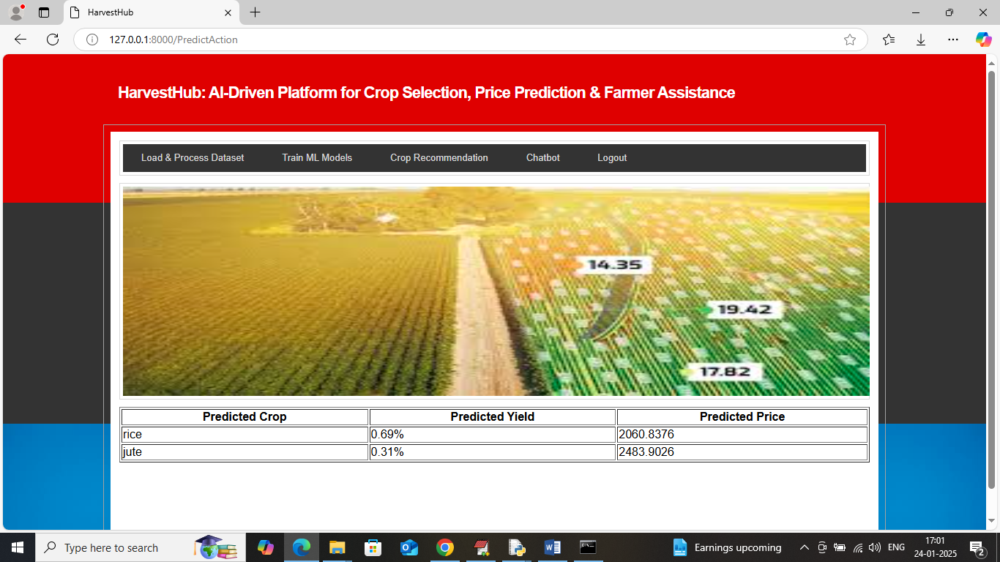 HarvestHub
127.0.0.1:8000/PredictAction
HarvestHub: AI-Driven Platform for Crop Selection, Price Prediction & Farmer Assistance
Load & Process Dataset Train ML Models Crop Recommendation Chatbot Logout
14.35
19.42
17.82
Predicted Crop Predicted Yield Predicted Price
rice 0.69% 2060.8376
jute 0.31% 2483.9026
Type here to search Earnings upcoming ENG 17:01
24-01-2025
2